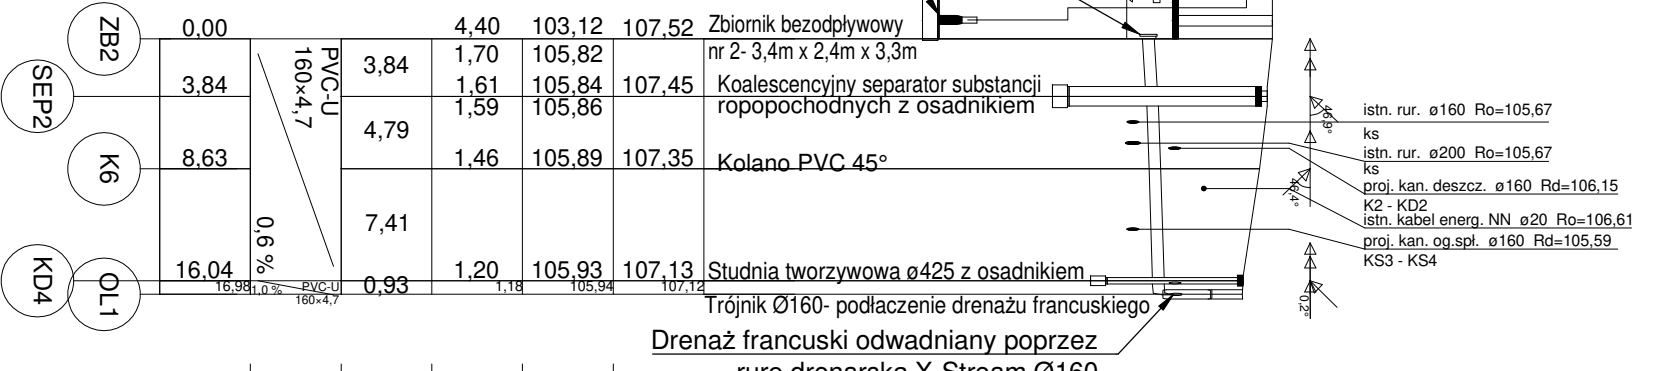 ZB2
0,00
4,40 103,12 107,52 Zbiornik bezodpływowy
nr 2- 3,4m x 2,4m x 3,3m
1,70 105,82
PVC-U
160×4,7
3,84
SEP2
3,84
1,61 105,84 107,45 Koalescencyjny separator substancji
ropopochodnych z osadnikiem
1,59 105,86
4,79
K6
8,63
1,46 105,89 107,35 Kolano PVC 45°
7,41
0,6 %
KD4
16,04
1,20 105,93 107,13 Studnia tworzywowa ø425 z osadnikiem
OL1
16,98 1,0 % PVC-U
160×4,7
0,93
1,18 105,94 107,12
Trójnik Ø160- podłaczenie drenażu francuskiego
Drenaż francuski odwadniany poprzez
rurę drenarską X-Stream Ø160
46,9°
46,4°
0,2°
istn. rur. ø160 Ro=105,67
ks
istn. rur. ø200 Ro=105,67
ks
proj. kan. deszcz. ø160 Rd=106,15
K2 - KD2
istn. kabel energ. NN ø20 Ro=106,61
proj. kan. og.spł. ø160 Rd=105,59
KS3 - KS4